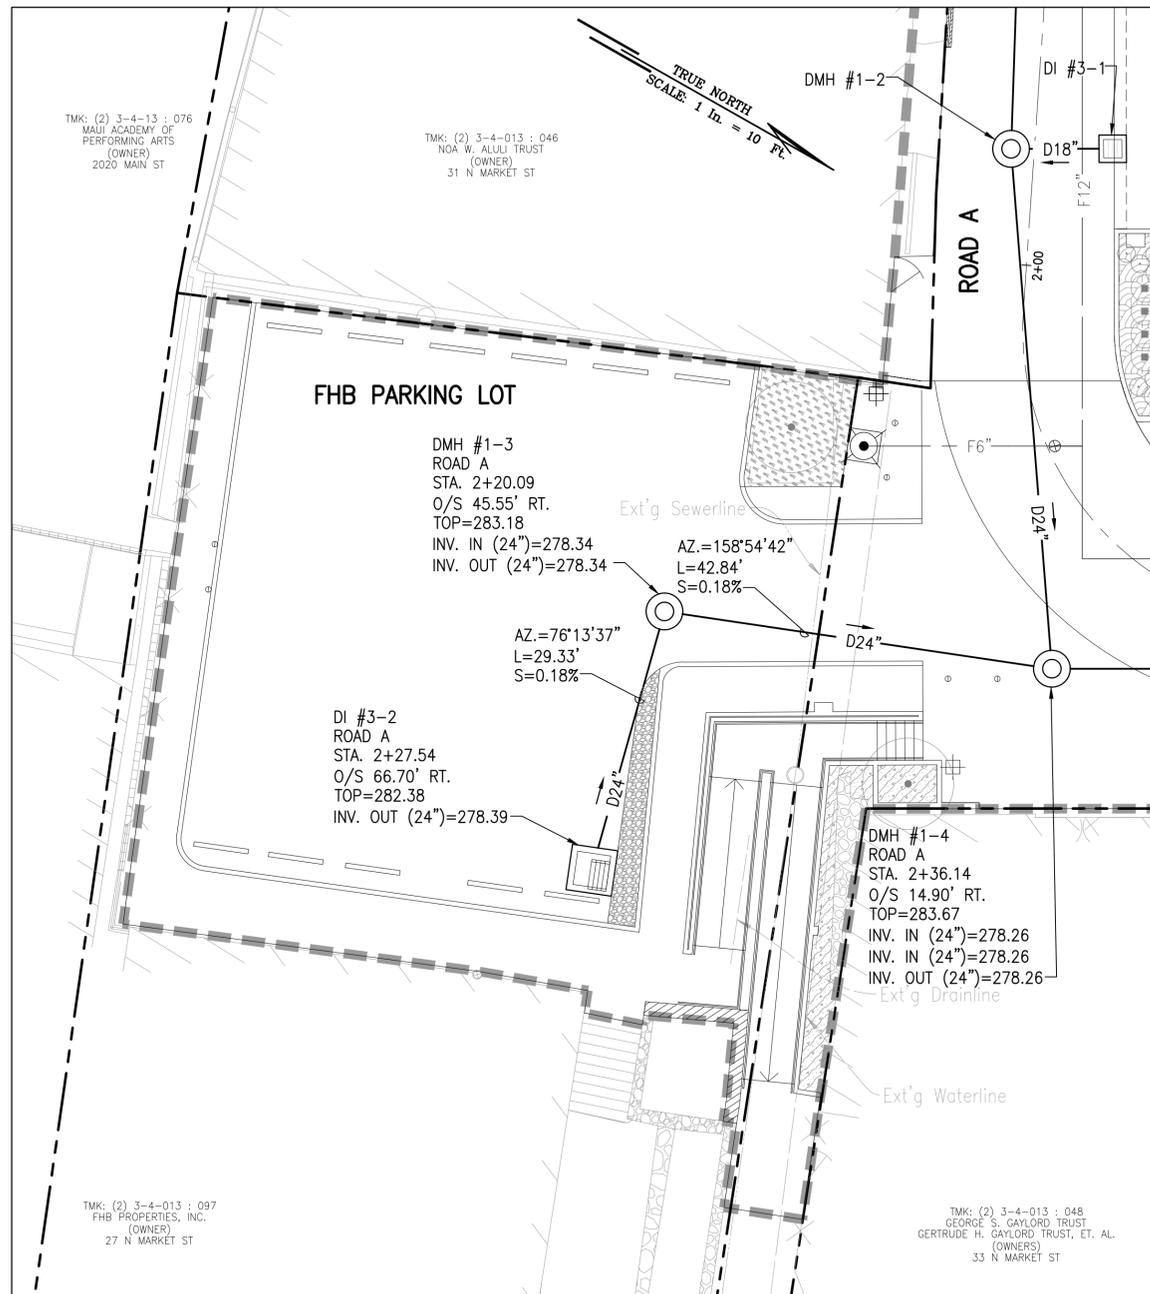 TMK: (2) 3-4-13 : 076
MAUI ACADEMY OF
PERFORMING ARTS
(OWNER)
2020 MAIN ST
TMK: (2) 3-4-013 : 046
NOA W. ALULI TRUST
(OWNER)
31 N MARKET ST
TRUE NORTH
SCALE: 1 In. = 10 Ft.
DMH #1-2
DI #3-1
D18"
F12"
ROAD A
2+00
FHB PARKING LOT
DMH #1-3
ROAD A
STA. 2+20.09
O/S 45.55' RT.
TOP=283.18
INV. IN (24")=278.34
INV. OUT (24")=278.34
F6"
Ext'g Sewerline
D24"
AZ.=158°54'42"
L=42.84'
S=0.18%
D24"
AZ.=76°13'37"
L=29.33'
S=0.18%
DI #3-2
ROAD A
STA. 2+27.54
O/S 66.70' RT.
TOP=282.38
INV. OUT (24")=278.39
D24"
DMH #1-4
ROAD A
STA. 2+36.14
O/S 14.90' RT.
TOP=283.67
INV. IN (24")=278.26
INV. IN (24")=278.26
INV. OUT (24")=278.26
Ext'g Drainline
Ext'g Waterline
TMK: (2) 3-4-013 : 097
FHB PROPERTIES, INC.
(OWNER)
27 N MARKET ST
TMK: (2) 3-4-013 : 048
GEORGE S. GAYLORD TRUST
GERTRUDE H. GAYLORD TRUST, ET. AL.
(OWNERS)
33 N MARKET ST